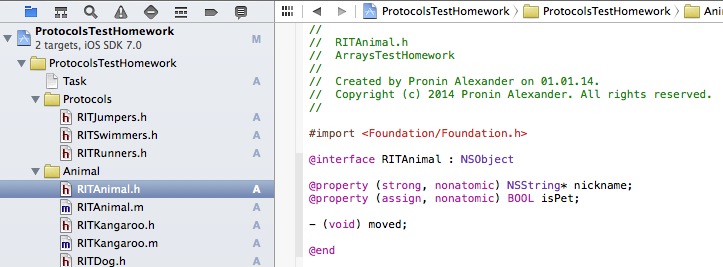 ProtocolsTestHomework
2 targets, iOS SDK 7.0
M
ProtocolsTestHomework
Task
A
Protocols
RITJumpers.h
A
RITSwimmers.h
A
RITRunners.h
A
Animal
RITAnimal.h
A
RITAnimal.m
A
RITKangaroo.h
A
RITKangaroo.m
A
RITDog.h
A
ProtocolsTestHomework
ProtocolsTestHomework
Ani
//
//  RITAnimal.h
//  ArraysTestHomework
//
//  Created by Pronin Alexander on 01.01.14.
//  Copyright (c) 2014 Pronin Alexander. All rights reserved.
//
#import <Foundation/Foundation.h>
@interface RITAnimal : NSObject
@property (strong, nonatomic) NSString* nickname;
@property (assign, nonatomic) BOOL isPet;
- (void) moved;
@end